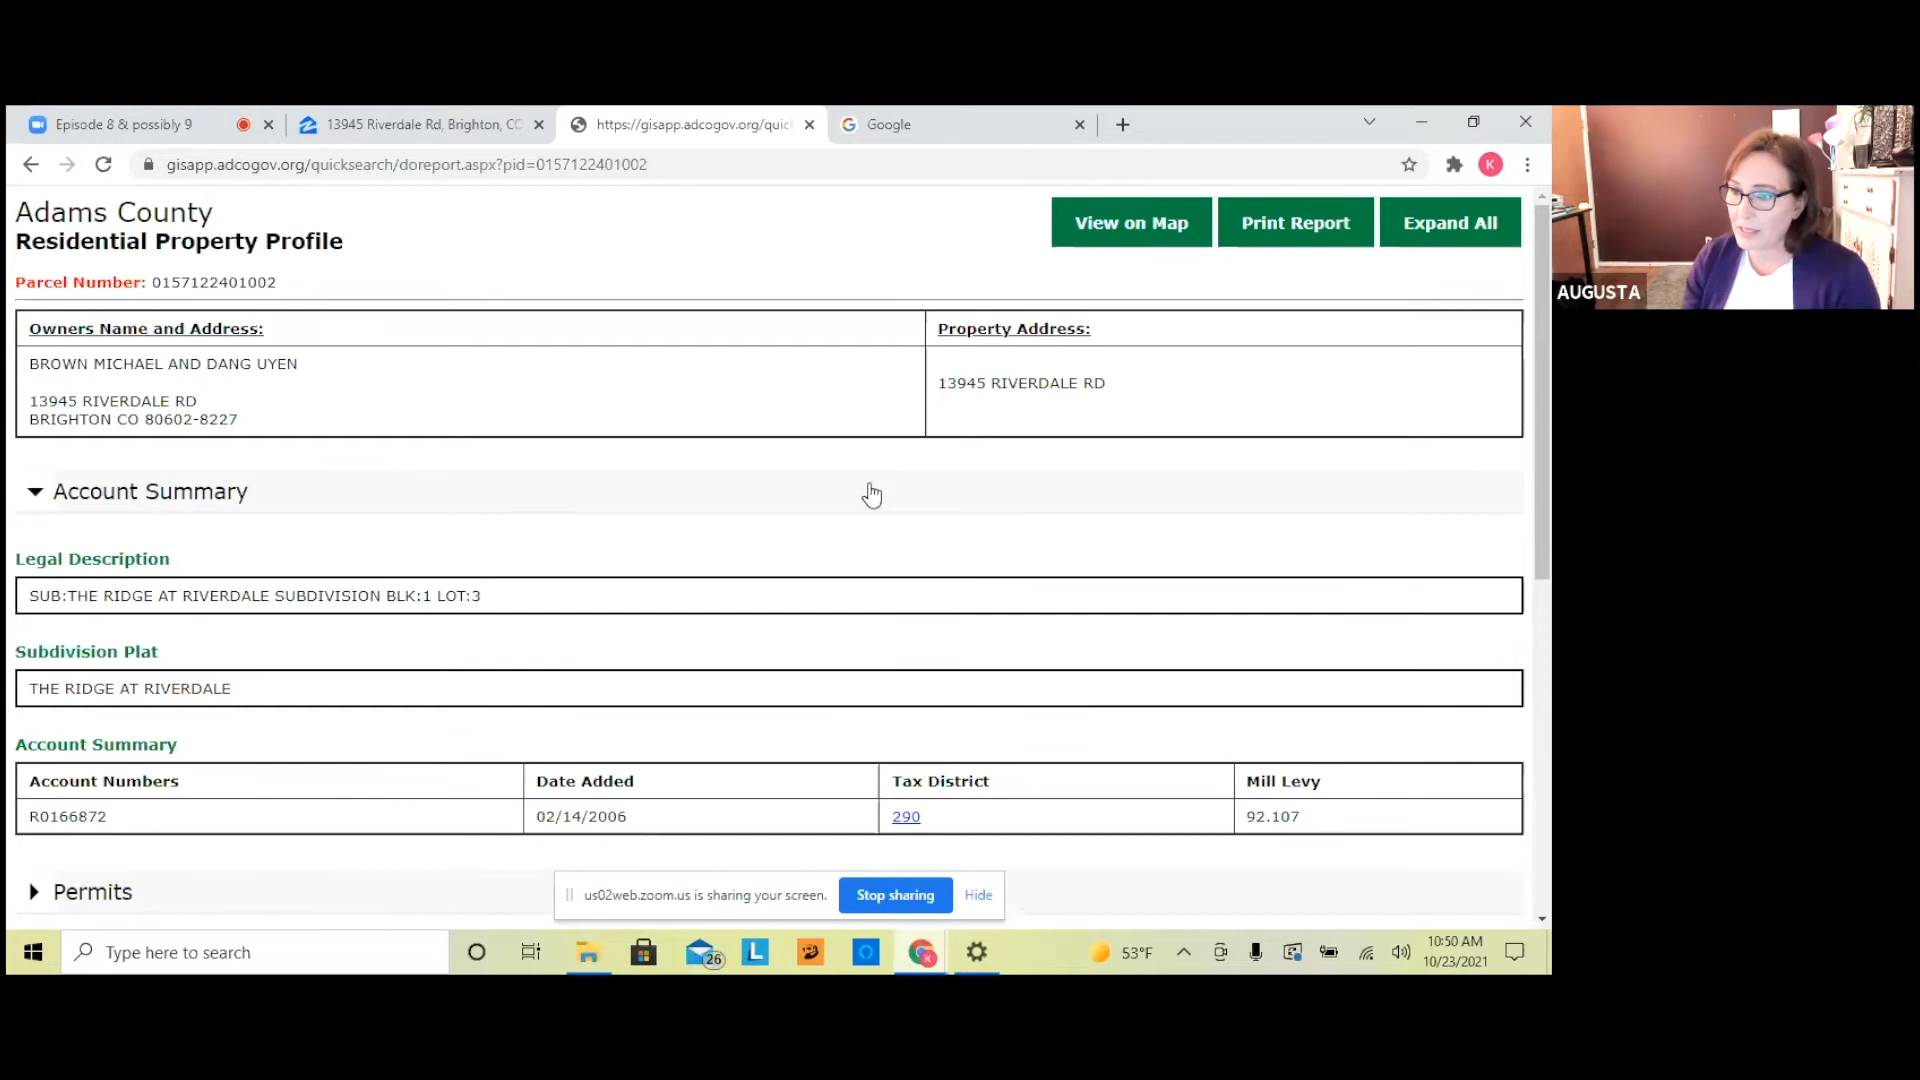 Episode 8 & possibly 9
13945 Riverdale Rd, Brighton, CO
https://gisapp.adcogov.org/quic
Google
gisapp.adcogov.org/quicksearch/doreport.aspx?pid=0157122401002
K
Adams County
Residential Property Profile
View on Map
Print Report
Expand All
Parcel Number: 0157122401002
Owners Name and Address:
Property Address:
BROWN MICHAEL AND DANG UYEN
13945 RIVERDALE RD
BRIGHTON CO 80602-8227
13945 RIVERDALE RD
AUGUSTA
Account Summary
Legal Description
SUB:THE RIDGE AT RIVERDALE SUBDIVISION BLK:1 LOT:3
Subdivision Plat
THE RIDGE AT RIVERDALE
Account Summary
Account Numbers Date Added Tax District Mill Levy
R0166872 02/14/2006 290 92.107
Permits
us02web.zoom.us is sharing your screen.
Stop sharing
Hide
Type here to search
26
L
K
53°F
10:50 AM
10/23/2021